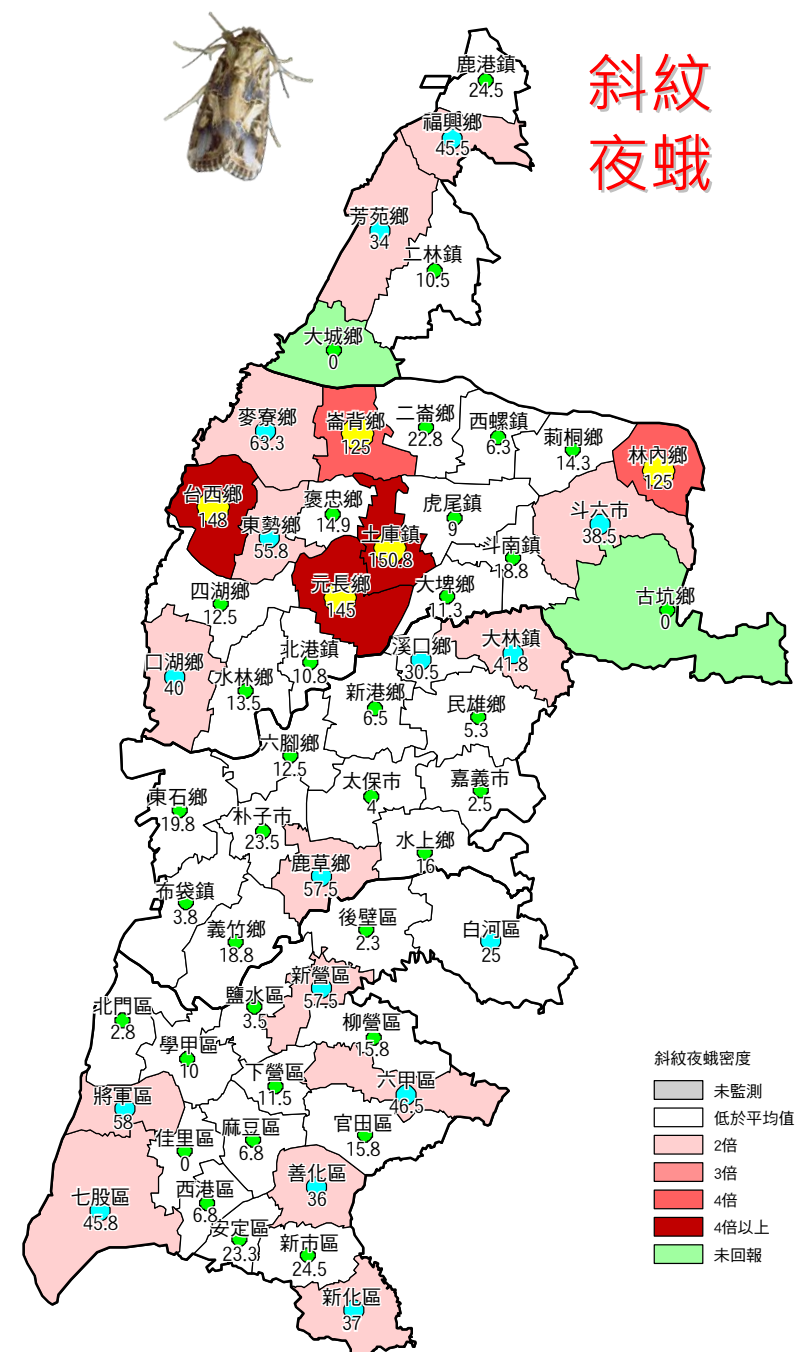 斜紋
夜蛾
鹿港鎮
24.5
福興鄉
45.5
芳苑鄉
34
二林鎮
10.5
大城鄉
0
麥寮鄉
63.3
崙背鄉
125
二崙鄉
22.8
西螺鎮
6.3
莿桐鄉
14.3
林內鄉
125
台西鄉
148
東勢鄉
55.8
褒忠鄉
14.9
土庫鎮
150.8
虎尾鎮
9
斗南鎮
18.8
斗六市
38.5
古坑鄉
0
四湖鄉
12.5
元長鄉
145
大埤鄉
11.3
口湖鄉
40
水林鄉
13.5
北港鎮
10.8
溪口鄉
30.5
大林鎮
41.8
新港鄉
6.5
民雄鄉
5.3
六腳鄉
12.5
太保市
4
嘉義市
2.5
東石鄉
19.8
朴子市
23.5
水上鄉
16
鹿草鄉
57.5
布袋鎮
3.8
義竹鄉
18.8
後壁區
2.3
白河區
25
新營區
57.5
鹽水區
3.5
北門區
2.8
柳營區
15.8
學甲區
10
下營區
11.5
六甲區
46.5
將軍區
58
麻豆區
6.8
官田區
15.8
佳里區
0
善化區
36
七股區
45.8
西港區
6.8
安定區
23.3
新市區
24.5
新化區
37
斜紋夜蛾密度
未監測
低於平均值
2倍
3倍
4倍
4倍以上
未回報